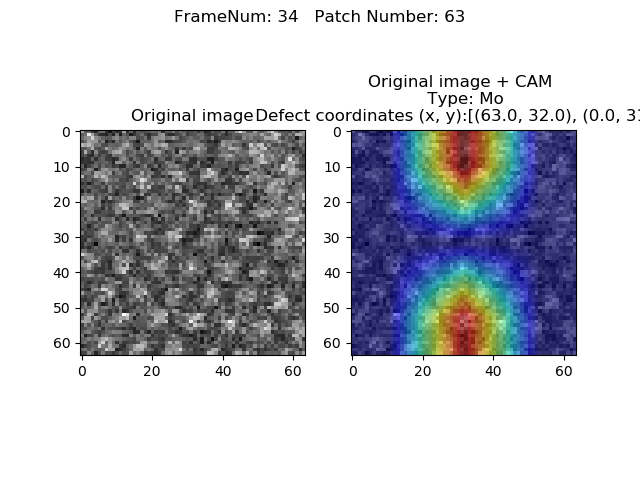 FrameNum: 34   Patch Number: 63
Original image + CAM
Type: Mo
Original image
Defect coordinates (x, y):[(63.0, 32.0), (0.0, 31
0
10
20
30
40
50
60
0 20 40 60
0
10
20
30
40
50
60
0 20 40 60